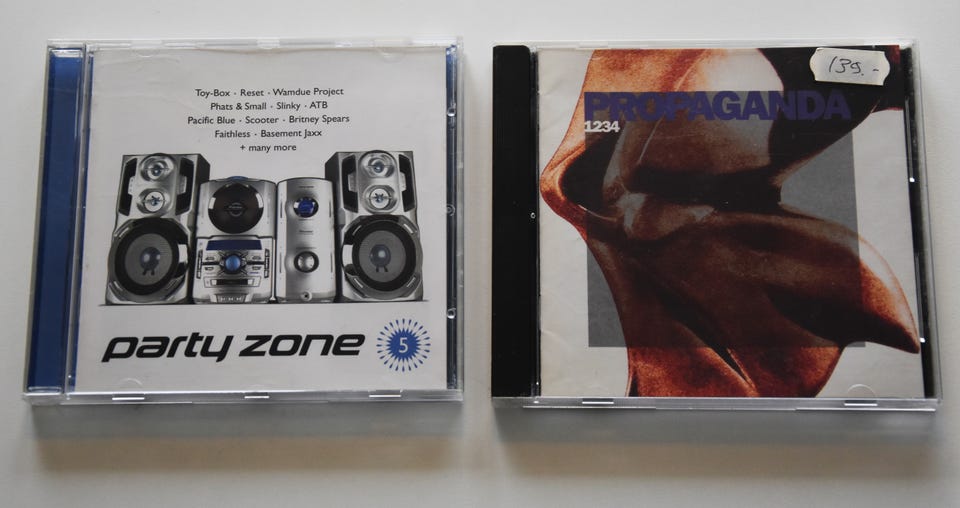 Toy-Box · Reset · Wamdue Project
Phats & Small · Slinky · ATB
Pacific Blue · Scooter · Britney Spears
Faithless · Basement Jaxx
+ many more
party zone 5
139.-
PROPAGANDA
1234